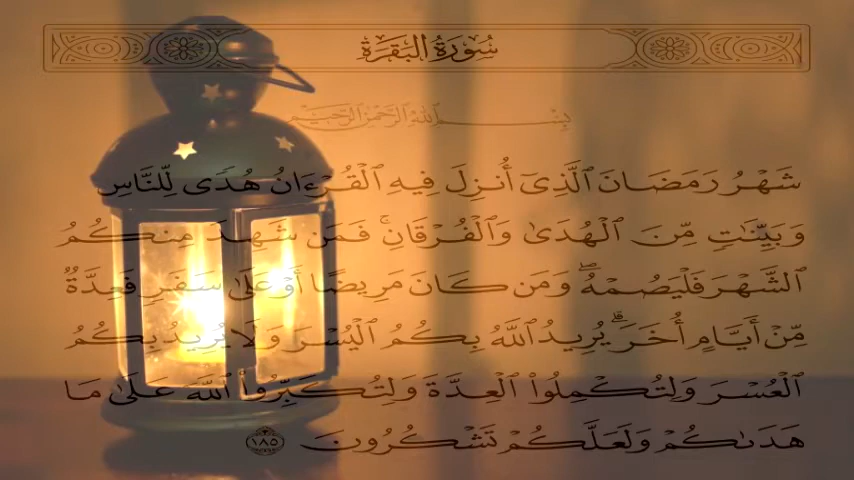 سُورَةُ البَقَرَةِ
بِسْمِ ٱللَّهِ ٱلرَّحْمَٰنِ ٱلرَّحِيمِ
شَهْرُ رَمَضَانَ ٱلَّذِىٓ أُنزِلَ فِيهِ ٱلْقُرْءَانُ هُدًى لِّلنَّاسِ
وَبَيِّنَٰتٍ مِّنَ ٱلْهُدَىٰ وَٱلْفُرْقَانِ ۚ فَمَن شَهِدَ مِنكُمُ
ٱلشَّهْرَ فَلْيَصُمْهُ ۖ وَمَن كَانَ مَرِيضًا أَوْ عَلَىٰ سَفَرٍ فَعِدَّةٌ
مِّنْ أَيَّامٍ أُخَرَ ۗ يُرِيدُ ٱللَّهُ بِكُمُ ٱلْيُسْرَ وَلَا يُرِيدُ بِكُمُ
ٱلْعُسْرَ وَلِتُكْمِلُوا۟ ٱلْعِدَّةَ وَلِتُكَبِّرُوا۟ ٱللَّهَ عَلَىٰ مَا
هَدَىٰكُمْ وَلَعَلَّكُمْ تَشْكُرُونَ ١٨٥